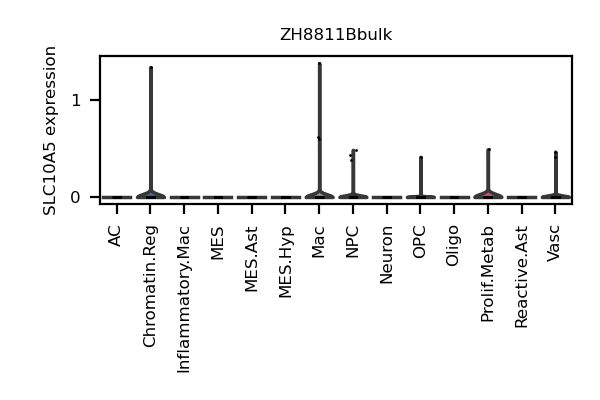 ZH8811Bbulk
SLC10A5 expression
1
0
AC
Chromatin.Reg
Inflammatory.Mac
MES
MES.Ast
MES.Hyp
Mac
NPC
Neuron
OPC
Oligo
Prolif.Metab
Reactive.Ast
Vasc